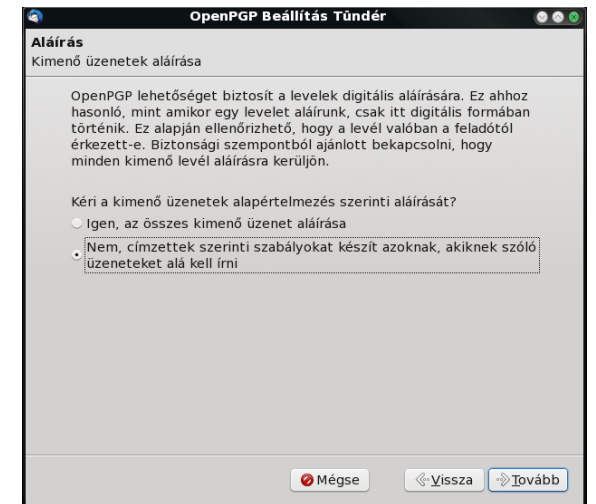 OpenPGP Beállítás Tündér
Aláírás
Kimenő üzenetek aláírása
OpenPGP lehetőséget biztosít a levelek digitális aláírására. Ez ahhoz
hasonló, mint amikor egy levelet aláírunk, csak itt digitális formában
történik. Ez alapján ellenőrizhető, hogy a levél valóban a feladótól
érkezett-e. Biztonsági szempontból ajánlott bekapcsolni, hogy
minden kimenő levél aláírásra kerüljön.
Kéri a kimenő üzenetek alapértelmezés szerinti aláírását?
Igen, az összes kimenő üzenet aláírása
Nem, címzettek szerinti szabályokat készít azoknak, akiknek szóló
üzeneteket alá kell írni
Mégse
Vissza
Tovább